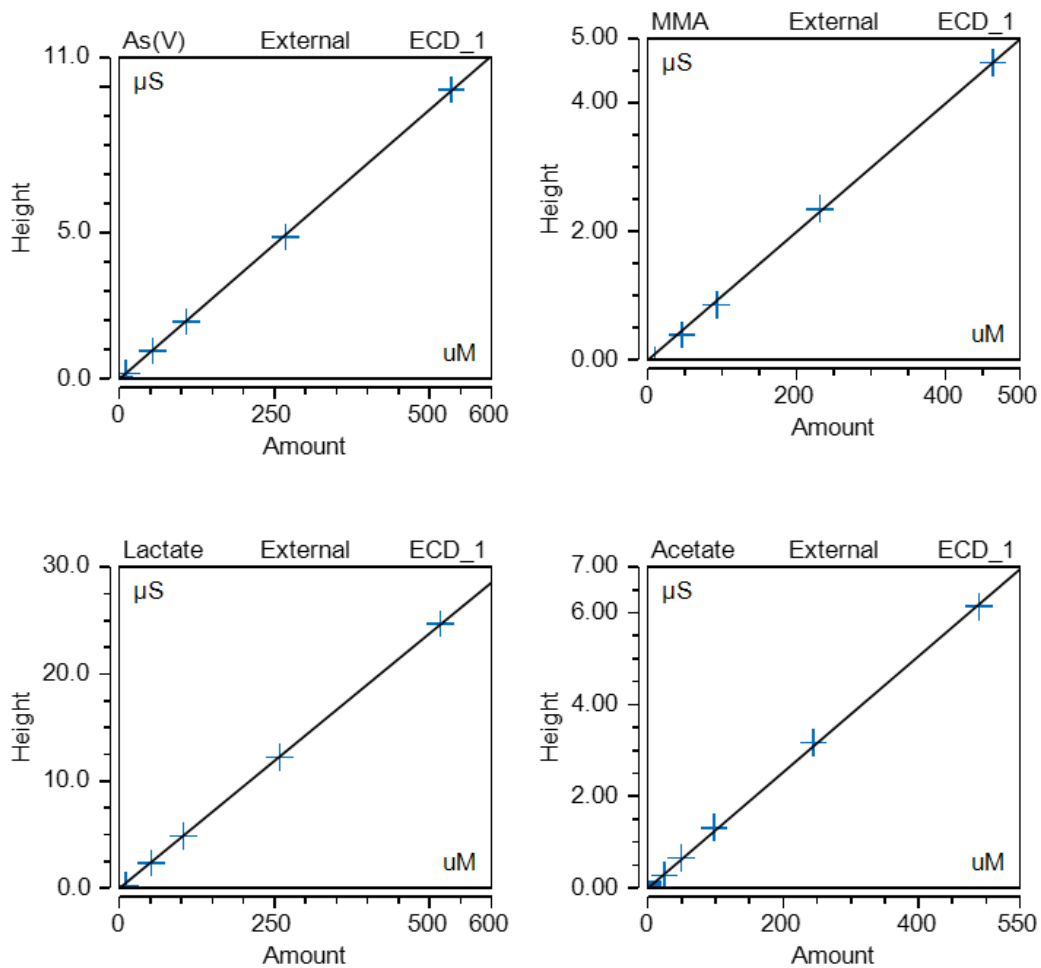 As(V) External ECD_1
11.0
µS
5.0
Height
uM
0.0
0 250 500 600
Amount
MMA External ECD_1
5.00
µS
4.00
2.00
Height
uM
0.00
0 200 400 500
Amount
Lactate External ECD_1
30.0
µS
20.0
Height
10.0
uM
0.0
0 250 500 600
Amount
Acetate External ECD_1
7.00
µS
6.00
4.00
Height
2.00
uM
0.00
0 200 400 550
Amount